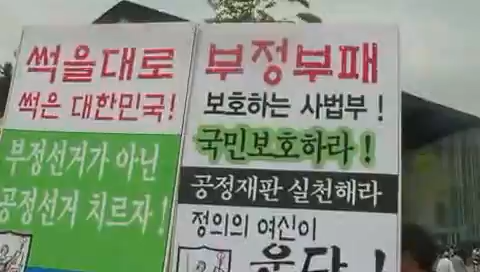 썩을대로
썩은 대한민국!
부정선거가 아닌
공정선거 치르자!
부정부패
보호하는 사법부!
국민보호하라!
공정재판 실천해라
정의의 여신이
운다!